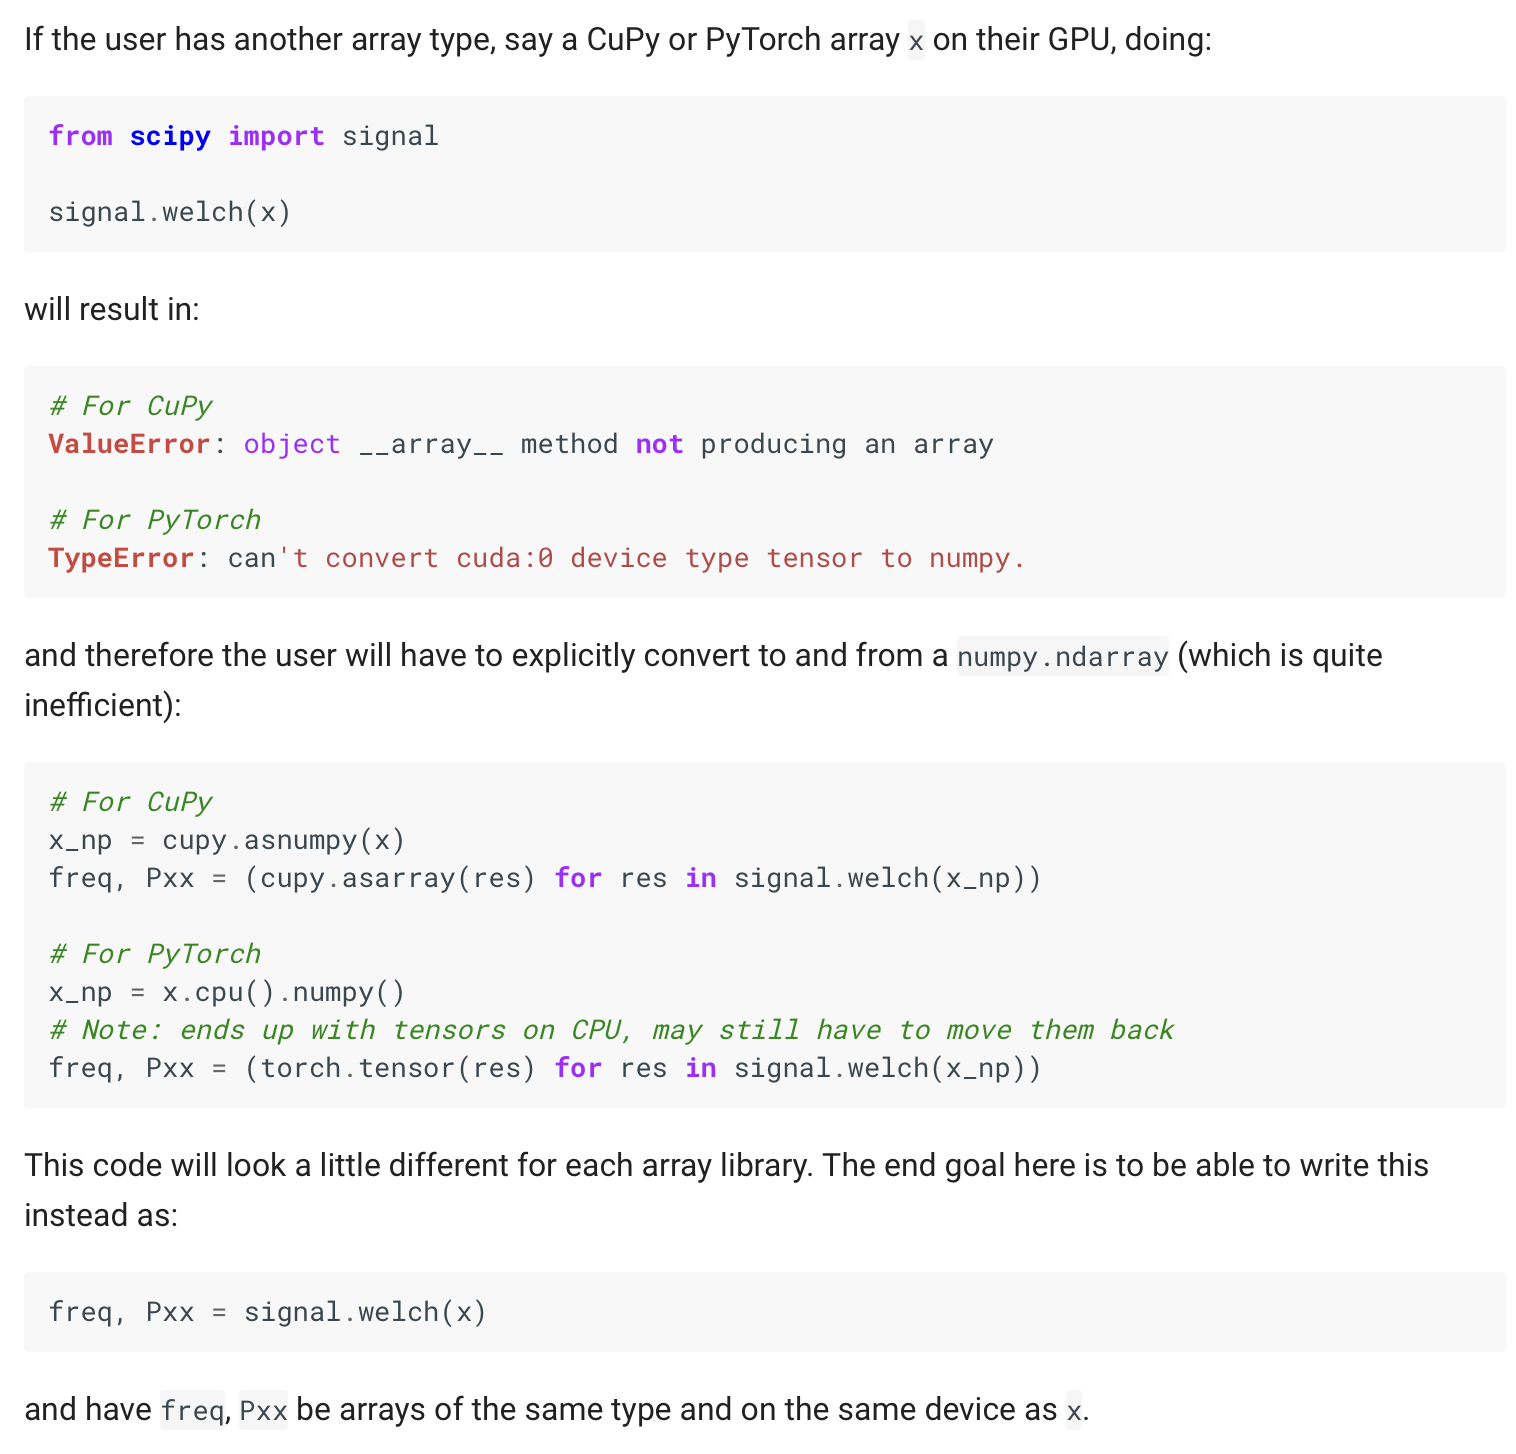 If the user has another array type, say a CuPy or PyTorch array x on their GPU, doing:
from scipy import signal
signal.welch(x)
will result in:
# For CuPy
ValueError: object __array__ method not producing an array
# For PyTorch
TypeError: can't convert cuda:0 device type tensor to numpy.
and therefore the user will have to explicitly convert to and from a numpy.ndarray (which is quite
inefficient):
# For CuPy
x_np = cupy.asnumpy(x)
freq, Pxx = (cupy.asarray(res) for res in signal.welch(x_np))
# For PyTorch
x_np = x.cpu().numpy()
# Note: ends up with tensors on CPU, may still have to move them back
freq, Pxx = (torch.tensor(res) for res in signal.welch(x_np))
This code will look a little different for each array library. The end goal here is to be able to write this
instead as:
freq, Pxx = signal.welch(x)
and have freq, Pxx be arrays of the same type and on the same device as x.